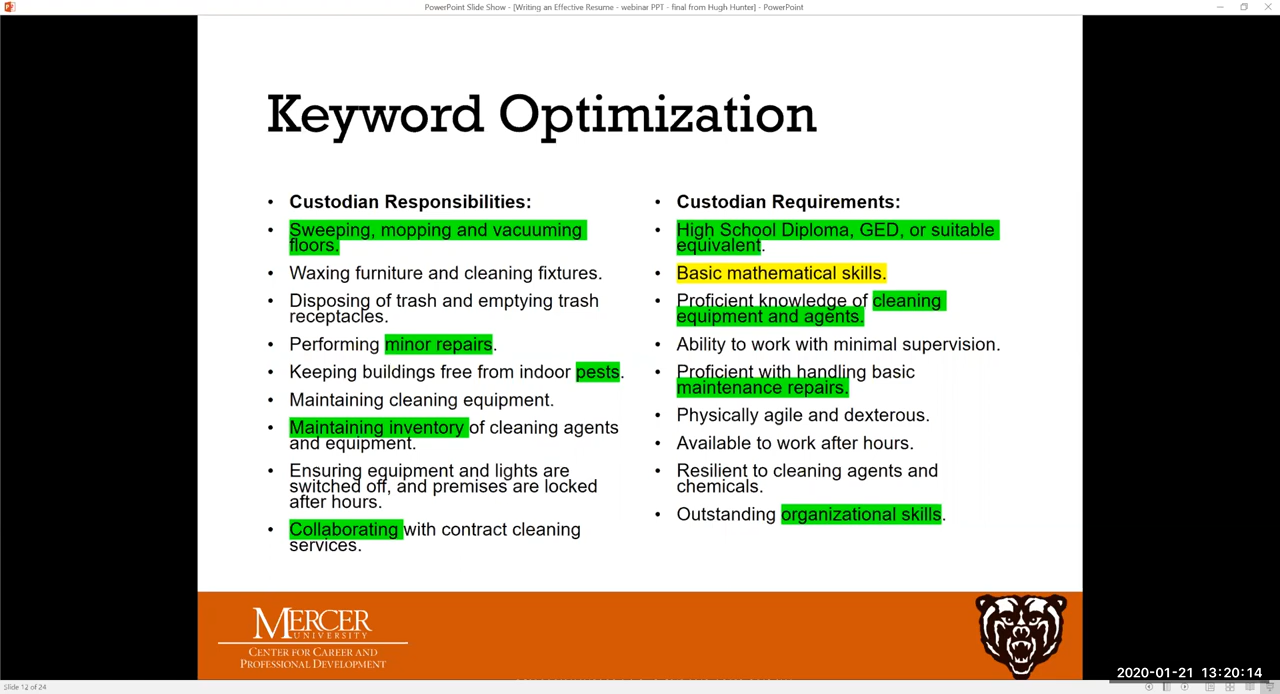 PowerPoint Slide Show - [Writing an Effective Resume - webinar PPT - final from Hugh Hunter] - PowerPoint
Keyword Optimization
• Custodian Responsibilities:
• Sweeping, mopping and vacuuming
floors.
• Waxing furniture and cleaning fixtures.
• Disposing of trash and emptying trash
receptacles.
• Performing minor repairs.
• Keeping buildings free from indoor pests.
• Maintaining cleaning equipment.
• Maintaining inventory of cleaning agents
and equipment.
• Ensuring equipment and lights are
switched off, and premises are locked
after hours.
• Collaborating with contract cleaning
services.
• Custodian Requirements:
• High School Diploma, GED, or suitable
equivalent.
• Basic mathematical skills.
• Proficient knowledge of cleaning
equipment and agents.
• Ability to work with minimal supervision.
• Proficient with handling basic
maintenance repairs.
• Physically agile and dexterous.
• Available to work after hours.
• Resilient to cleaning agents and
chemicals.
• Outstanding organizational skills.
MERCER
UNIVERSITY
CENTER FOR CAREER AND
PROFESSIONAL DEVELOPMENT
2020-01-21 13:20:14
Slide 12 of 24